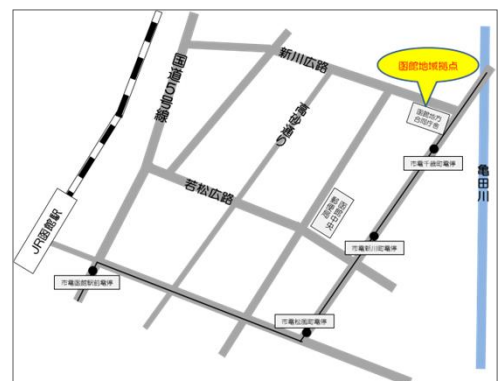 国道5号線
新川広路
函館地域拠点
函館地方
合同庁舎
高砂通り
亀田川
市電千歳町電停
若松広路
函館中央
郵便局
JR函館駅
市電新川町電停
市電函館駅前電停
市電松風町電停